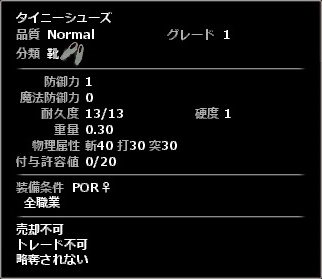 タイニーシューズ
品質 Normal グレード 1
分類 靴
防御力 1
魔法防御力 0
耐久度 13/13 硬度 1
重量 0.30
物理属性 斬40 打30 突30
付与許容値 0/20
装備条件 POR♀
全職業
売却不可
トレード不可
略奪されない